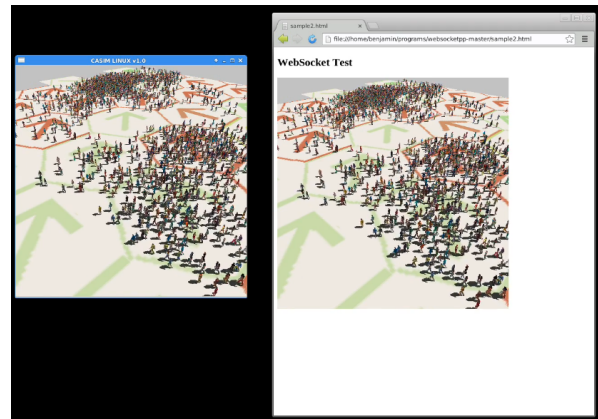 CASIM LINUX v1.0
sample2.html
file:///home/benjamin/programs/websocketpp-master/sample2.html
WebSocket Test